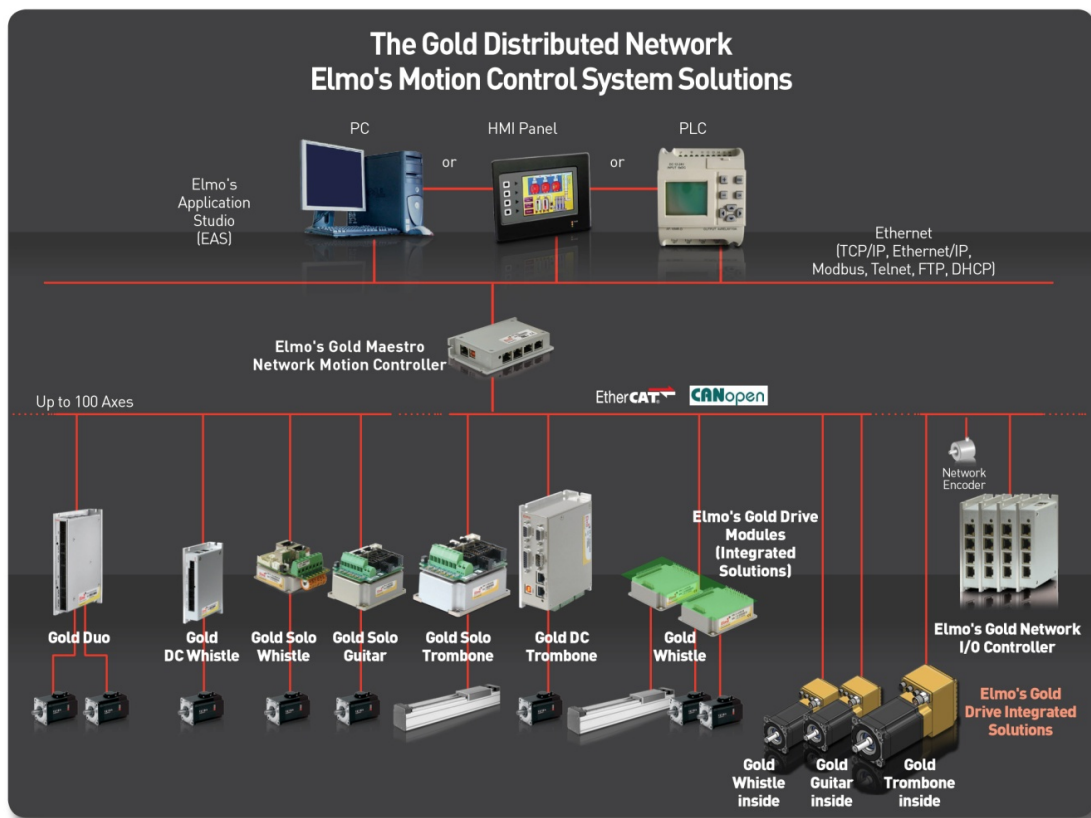 The Gold Distributed Network
Elmo's Motion Control System Solutions
PC
HMI Panel
PLC
or
or
Elmo's
Application
Studio
(EAS)
Ethernet
(TCP/IP, Ethernet/IP,
Modbus, Telnet, FTP, DHCP)
Elmo's Gold Maestro
Network Motion Controller
Up to 100 Axes
EtherCAT
CANopen
Network
Encoder
Elmo's Gold Drive
Modules
(Integrated
Solutions)
Gold Duo
Gold
DC Whistle
Gold Solo
Whistle
Gold Solo
Guitar
Gold Solo
Trombone
Gold DC
Trombone
Gold
Whistle
Elmo's Gold Network
I/O Controller
Elmo's Gold
Drive Integrated
Solutions
Gold
Whistle
inside
Gold
Guitar
inside
Gold
Trombone
inside